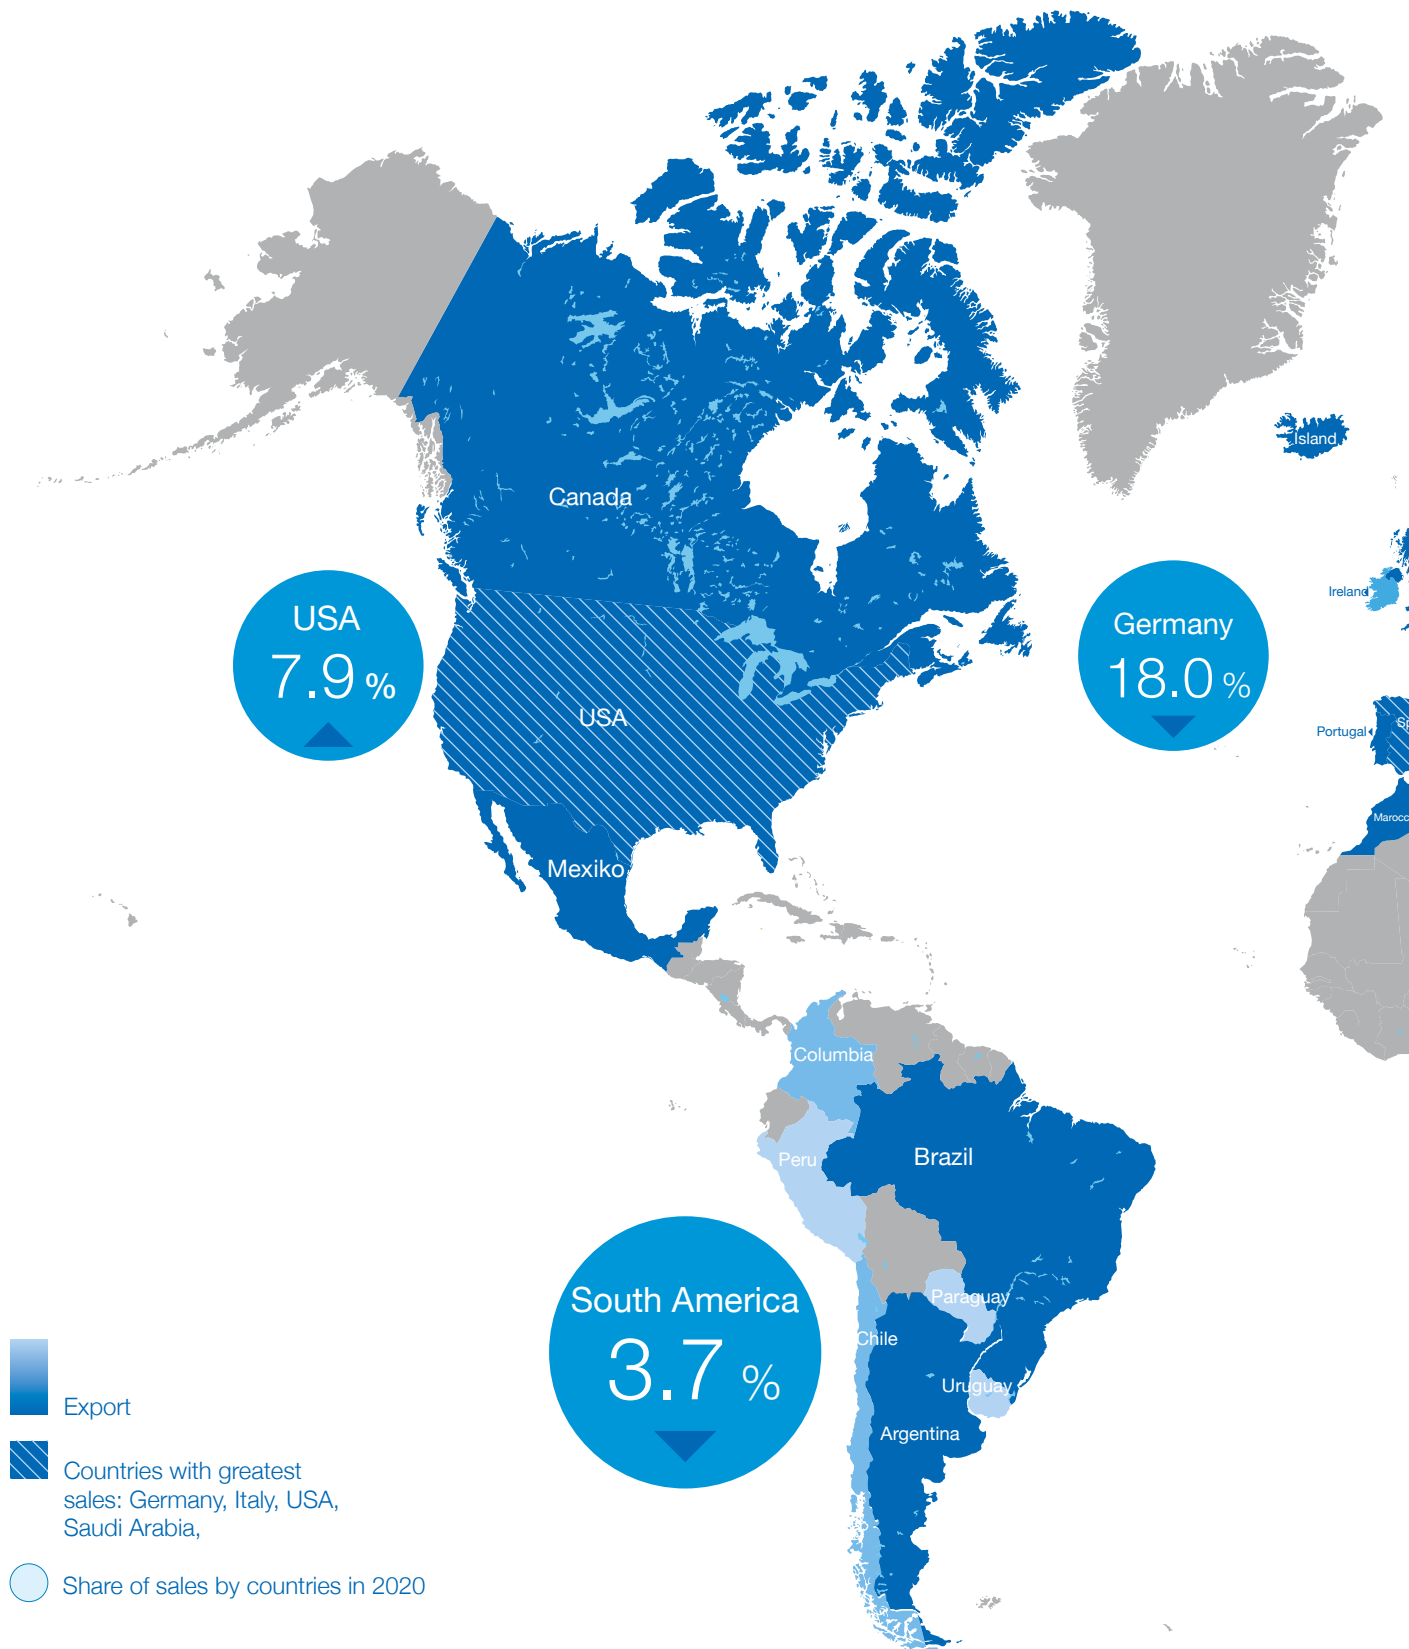 Island
Canada
Ireland
USA
7.9 %
Germany
18.0 %
USA
Portugal
Sp
Marocc
Mexiko
Columbia
Peru
Brazil
South America
3.7 %
Paraguay
Chile
Uruguay
Argentina
Export
Countries with greatest
sales: Germany, Italy, USA,
Saudi Arabia,
Share of sales by countries in 2020